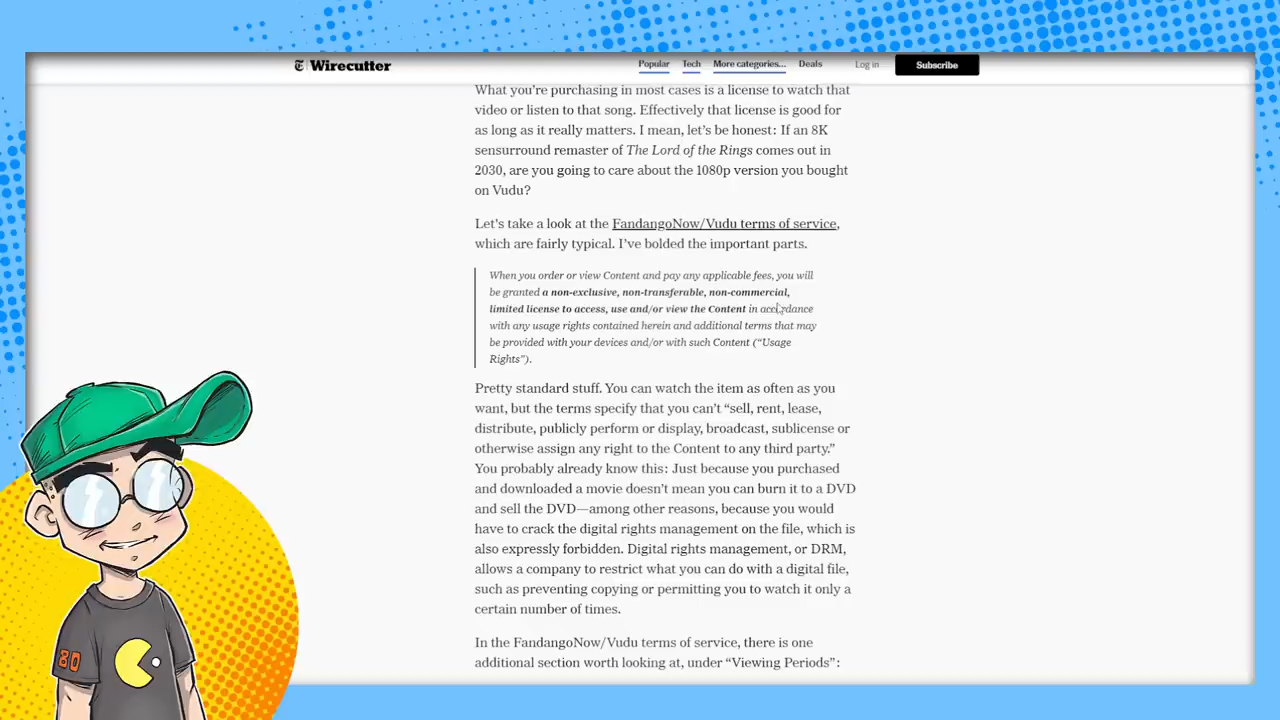 Wirecutter
Popular Tech More categories... Deals Log in Subscribe
What you're purchasing in most cases is a license to watch that
video or listen to that song. Effectively that license is good for
as long as it really matters. I mean, let's be honest: If an 8K
sensurround remaster of The Lord of the Rings comes out in
2030, are you going to care about the 1080p version you bought
on Vudu?
Let's take a look at the FandangoNow/Vudu terms of service,
which are fairly typical. I've bolded the important parts.
When you order or view Content and pay any applicable fees, you will
be granted a non-exclusive, non-transferable, non-commercial,
limited license to access, use and/or view the Content in accordance
with any usage rights contained herein and additional terms that may
be provided with your devices and/or with such Content (“Usage
Rights”).
Pretty standard stuff. You can watch the item as often as you
want, but the terms specify that you can't “sell, rent, lease,
distribute, publicly perform or display, broadcast, sublicense or
otherwise assign any right to the Content to any third party.”
You probably already know this: Just because you purchased
and downloaded a movie doesn't mean you can burn it to a DVD
and sell the DVD—among other reasons, because you would
have to crack the digital rights management on the file, which is
also expressly forbidden. Digital rights management, or DRM,
allows a company to restrict what you can do with a digital file,
such as preventing copying or permitting you to watch it only a
certain number of times.
In the FandangoNow/Vudu terms of service, there is one
additional section worth looking at, under “Viewing Periods”:
80